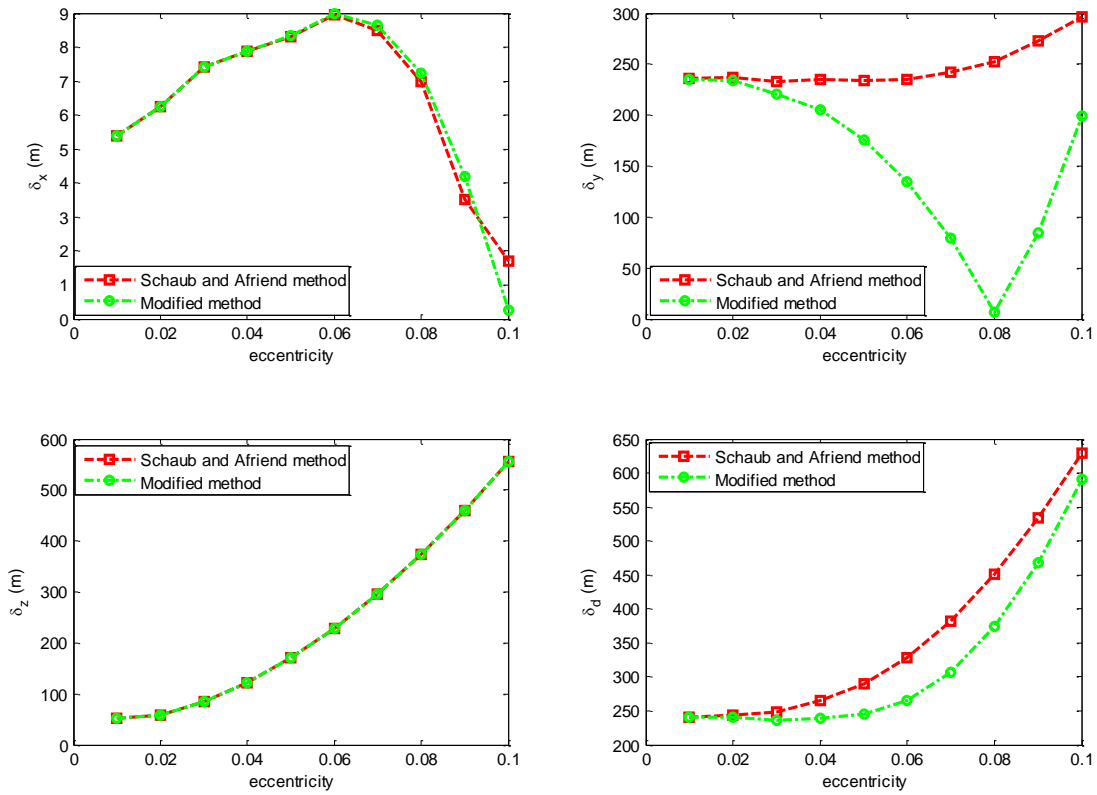 9
8
7
6
5
4
3
2
1
0
δx (m)
Schaub and Afriend method
Modified method
0 0.02 0.04 0.06 0.08 0.1
eccentricity
300
250
200
150
100
50
0
δy (m)
Schaub and Afriend method
Modified method
0 0.02 0.04 0.06 0.08 0.1
eccentricity
600
500
400
300
200
100
0
δz (m)
Schaub and Afriend method
Modified method
0 0.02 0.04 0.06 0.08 0.1
eccentricity
650
600
550
500
450
400
350
300
250
200
δd (m)
Schaub and Afriend method
Modified method
0 0.02 0.04 0.06 0.08 0.1
eccentricity